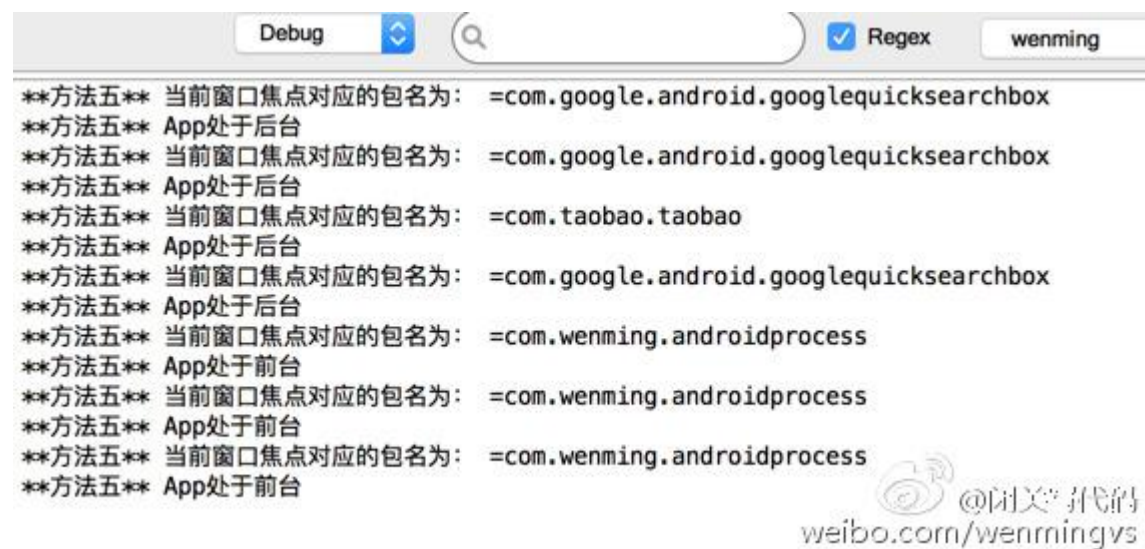 Debug Regex wenming
**方法五** 当前窗口焦点对应的包名为： =com.google.android.googlequicksearchbox
**方法五** App处于后台
**方法五** 当前窗口焦点对应的包名为： =com.google.android.googlequicksearchbox
**方法五** App处于后台
**方法五** 当前窗口焦点对应的包名为： =com.taobao.taobao
**方法五** App处于后台
**方法五** 当前窗口焦点对应的包名为： =com.google.android.googlequicksearchbox
**方法五** App处于后台
**方法五** 当前窗口焦点对应的包名为： =com.wenming.androidprocess
**方法五** App处于前台
**方法五** 当前窗口焦点对应的包名为： =com.wenming.androidprocess
**方法五** App处于前台
**方法五** 当前窗口焦点对应的包名为： =com.wenming.androidprocess
**方法五** App处于前台
@闭关写代码
weibo.com/wenmingvs